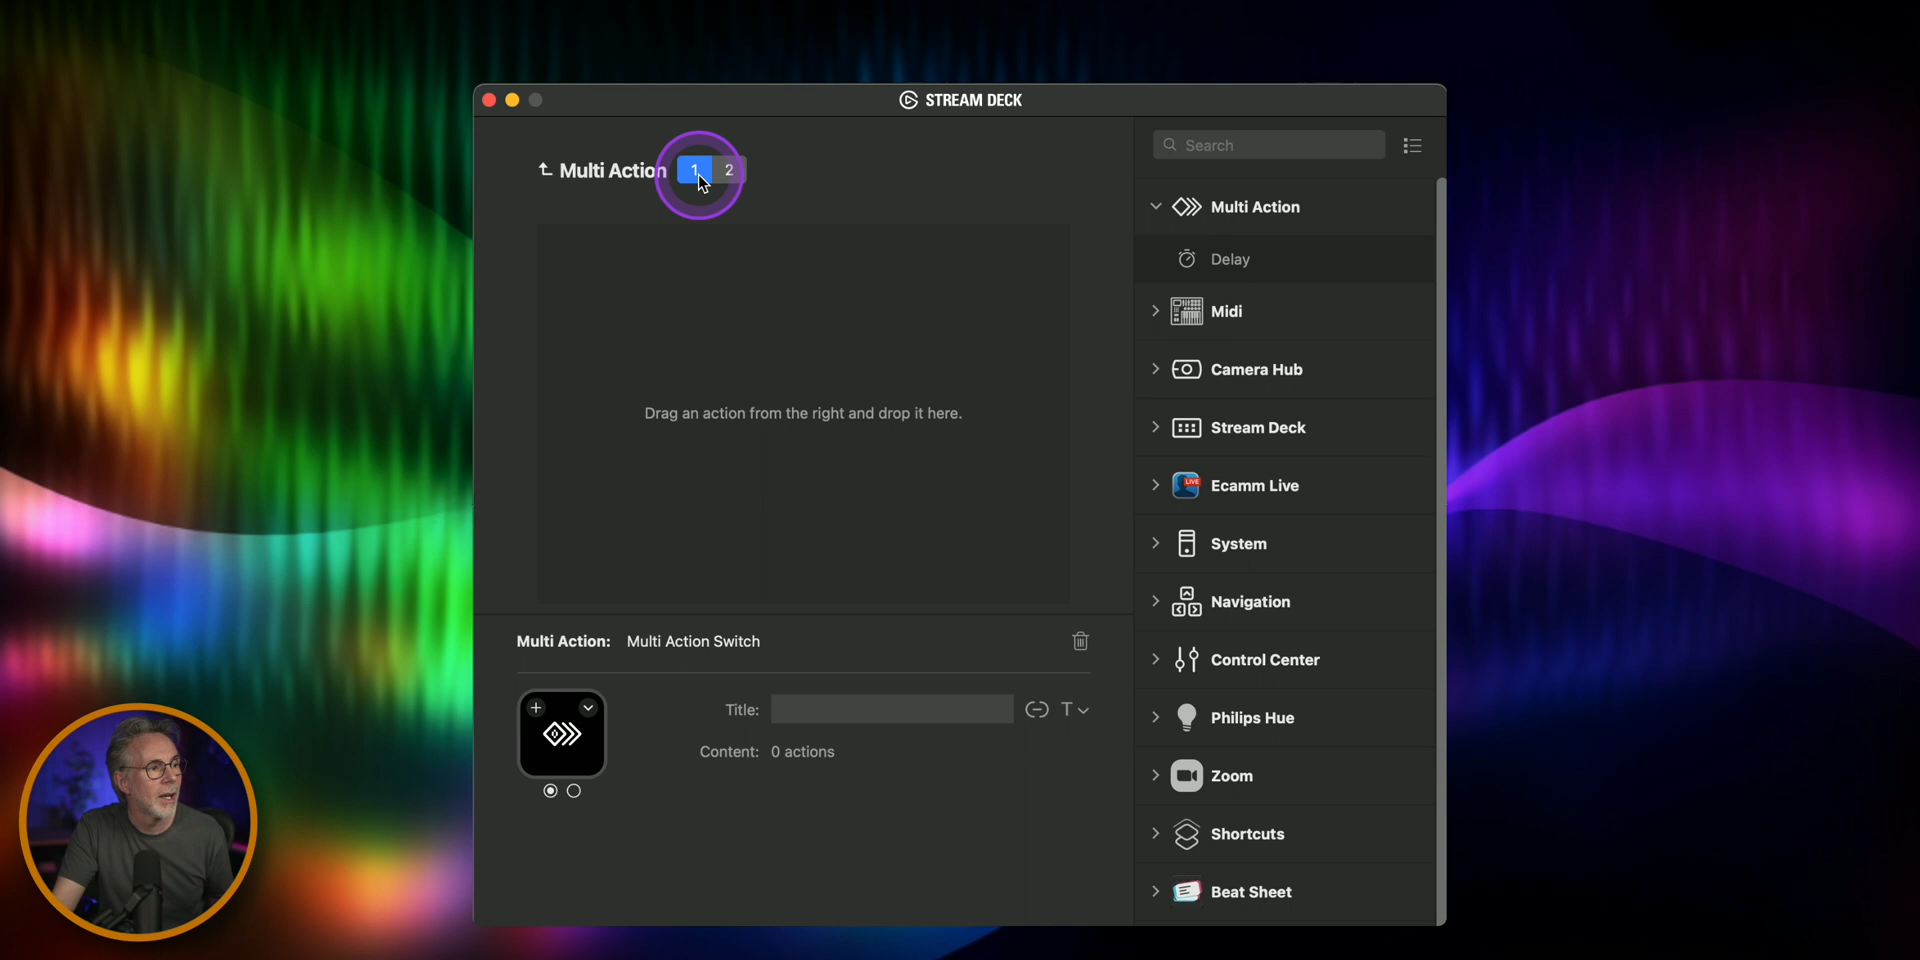 STREAM DECK
Multi Action 1 2
Search
Multi Action
Delay
Midi
Camera Hub
Stream Deck
LIVE Ecamm Live
System
Navigation
Control Center
Philips Hue
Zoom
Shortcuts
Beat Sheet
Drag an action from the right and drop it here.
Multi Action: Multi Action Switch
Title: T
Content: 0 actions